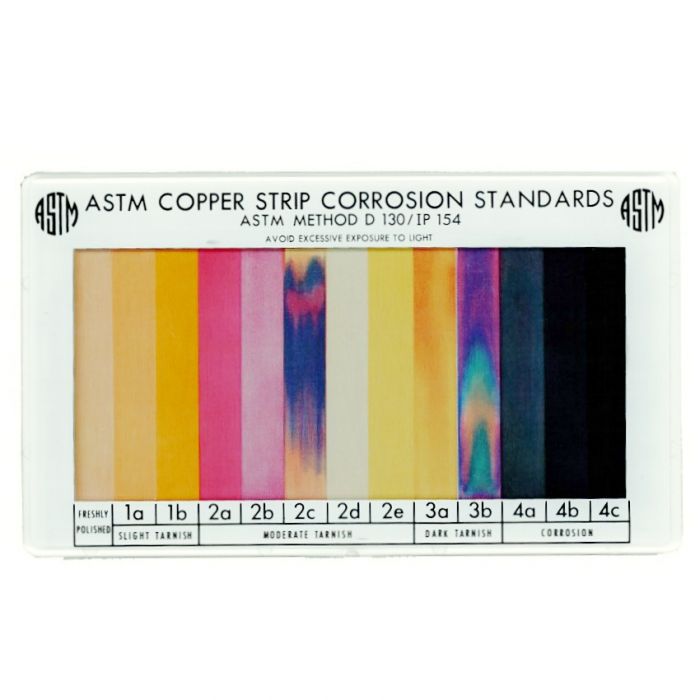 ASTM ASTM COPPER STRIP CORROSION STANDARDS ASTM
ASTM METHOD D 130/IP 154
AVOID EXCESSIVE EXPOSURE TO LIGHT
FRESHLY POLISHED
1a 1b 2a 2b 2c 2d 2e 3a 3b 4a 4b 4c
SLIGHT TARNISH MODERATE TARNISH DARK TARNISH CORROSION